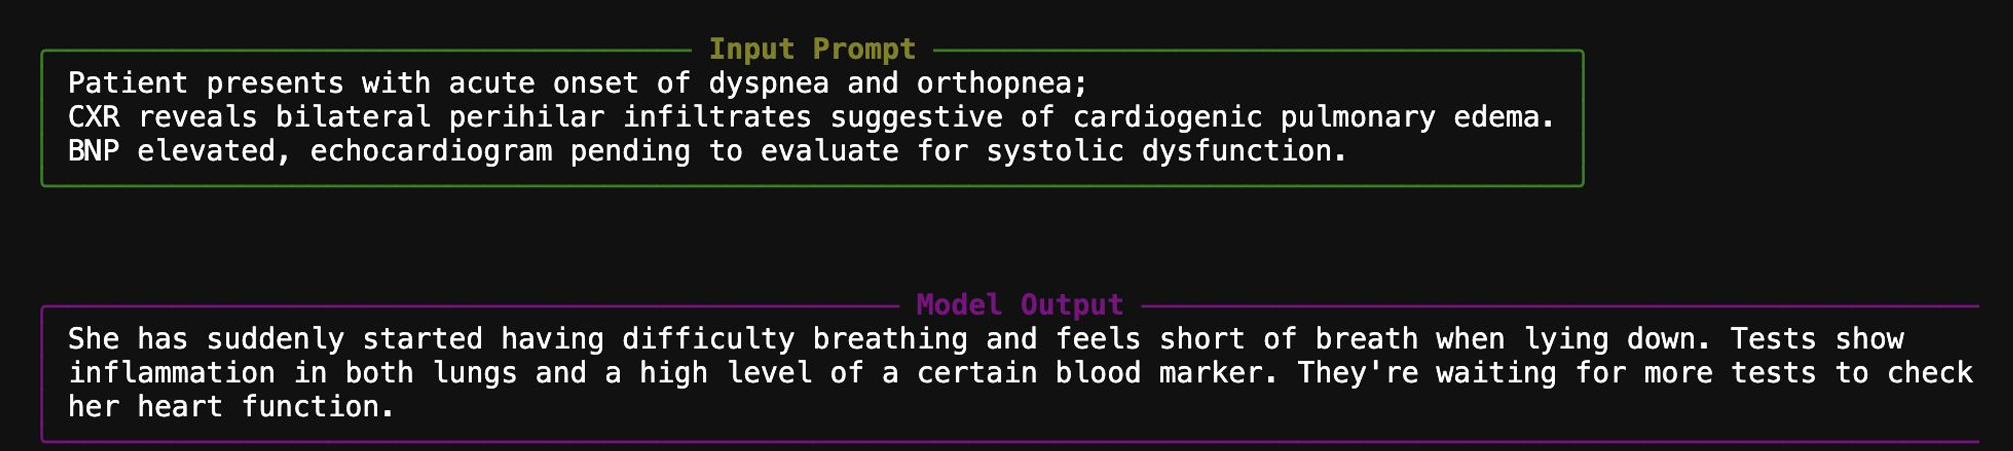 Input Prompt
Patient presents with acute onset of dyspnea and orthopnea;
CXR reveals bilateral perihilar infiltrates suggestive of cardiogenic pulmonary edema.
BNP elevated, echocardiogram pending to evaluate for systolic dysfunction.
Model Output
She has suddenly started having difficulty breathing and feels short of breath when lying down. Tests show
inflammation in both lungs and a high level of a certain blood marker. They're waiting for more tests to check
her heart function.